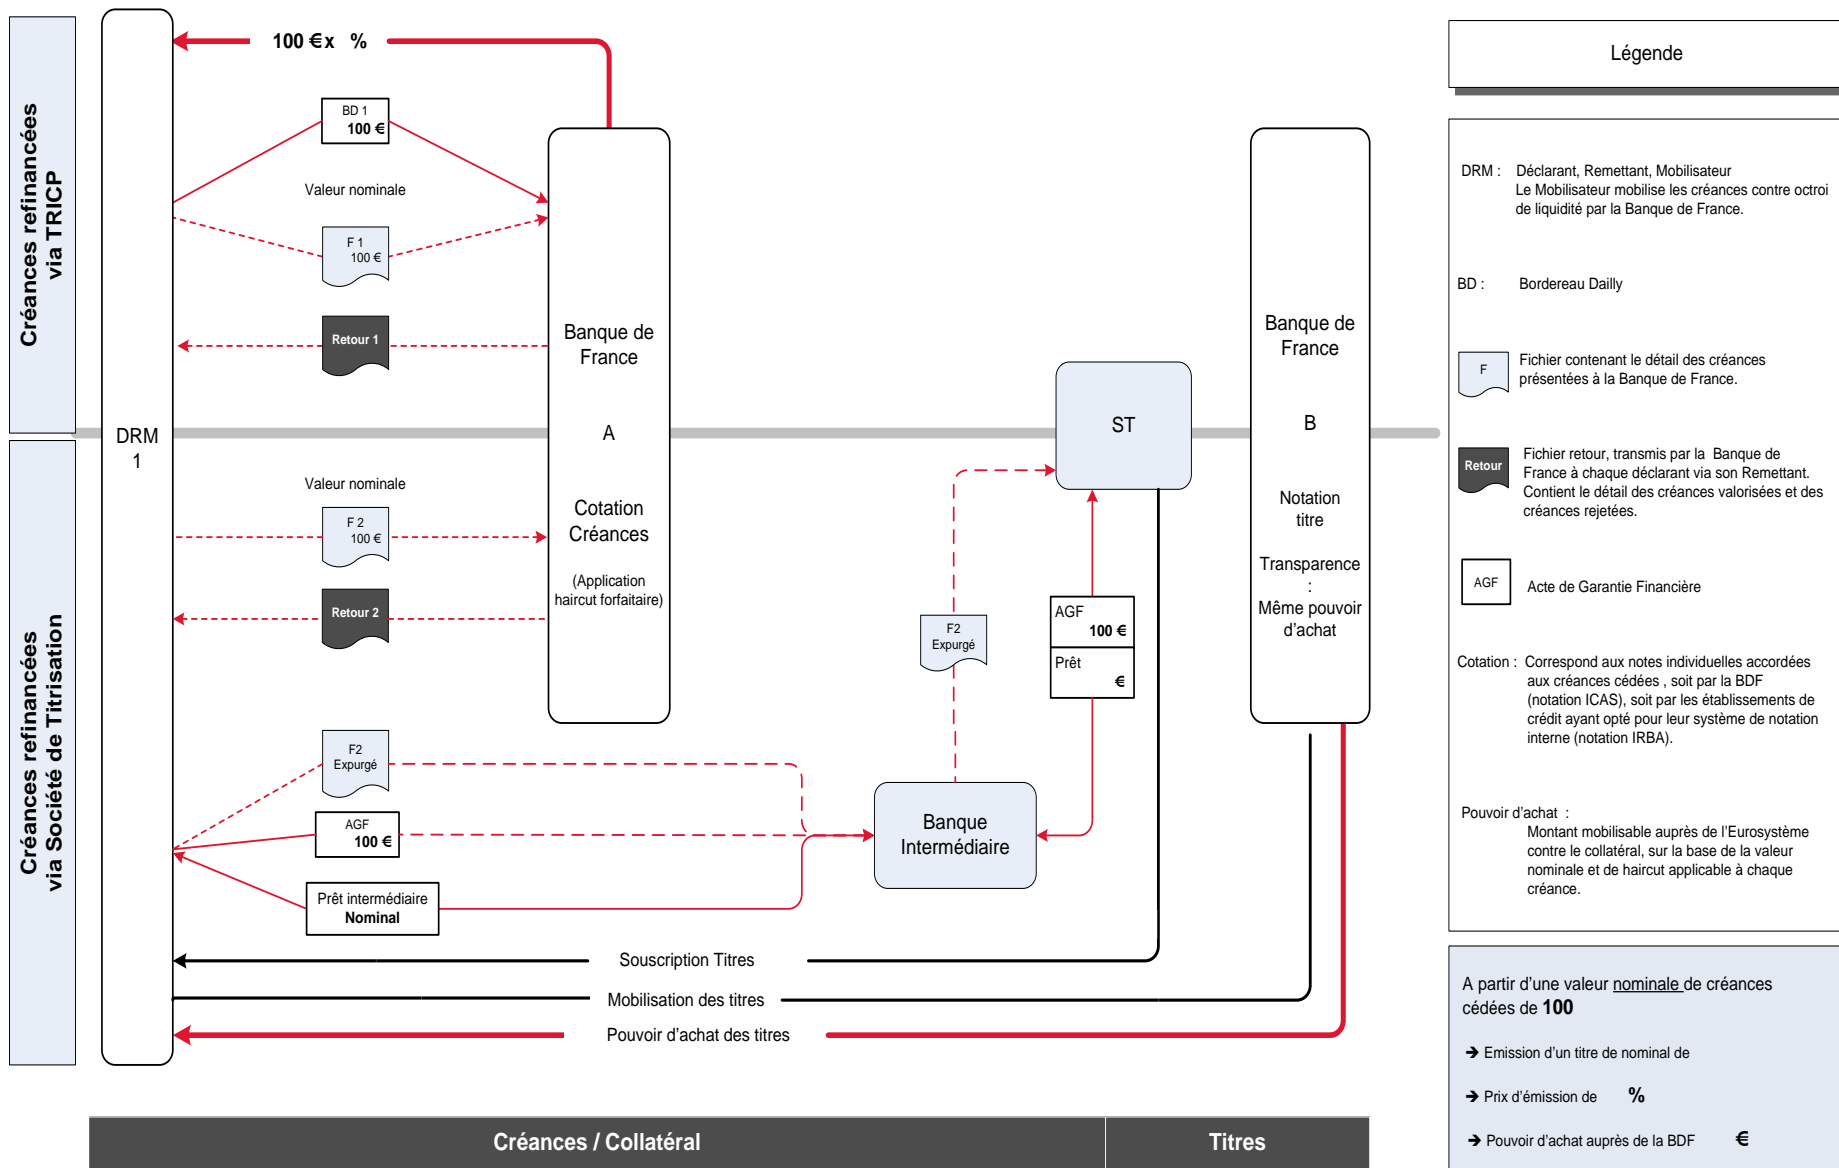 Créances refinancées
via TRICP
Créances refinancées
via Société de Titrisation
DRM
1
100 € x %
BD 1
100 €
Valeur nominale
F 1
100 €
Retour 1
Valeur nominale
F 2
100 €
Retour 2
F2
Expurgé
AGF
100 €
Prêt intermédiaire
Nominal
Banque de
France
A
Cotation
Créances
(Application
haircut forfaitaire)
Banque
Intermédiaire
F2
Expurgé
ST
AGF
100 €
Prêt
€
Banque de
France
B
Notation
titre
Transparence
:
Même pouvoir
d’achat
Souscription Titres
Mobilisation des titres
Pouvoir d’achat des titres
Créances / Collatéral
Titres
Légende
DRM : Déclarant, Remettant, Mobilisateur
Le Mobilisateur mobilise les créances contre octroi
de liquidité par la Banque de France.
BD : Bordereau Dailly
F
Fichier contenant le détail des créances
présentées à la Banque de France.
Retour
Fichier retour, transmis par la Banque de
France à chaque déclarant via son Remettant.
Contient le détail des créances valorisées et des
créances rejetées.
AGF
Acte de Garantie Financière
Cotation : Correspond aux notes individuelles accordées
aux créances cédées , soit par la BDF
(notation ICAS), soit par les établissements de
crédit ayant opté pour leur système de notation
interne (notation IRBA).
Pouvoir d’achat :
Montant mobilisable auprès de l’Eurosystème
contre le collatéral, sur la base de la valeur
nominale et de haircut applicable à chaque
créance.
A partir d’une valeur nominale de créances
cédées de 100
➔ Emission d’un titre de nominal de
➔ Prix d’émission de %
➔ Pouvoir d’achat auprès de la BDF €